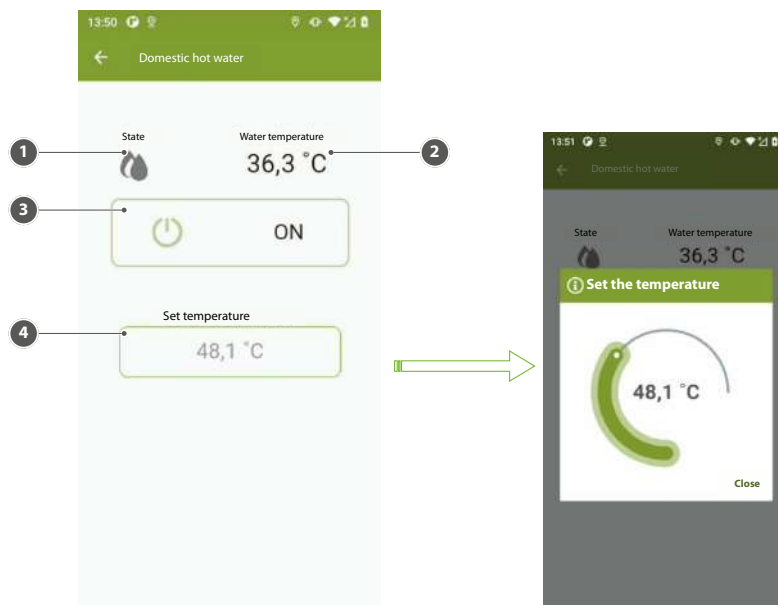 13:50
Domestic hot water
State
Water temperature
1
36,3 °C
2
3
ON
Set temperature
4
48,1 °C
13:51
Domestic hot water
State
Water temperature
36,3 °C
Set the temperature
48,1 °C
Close